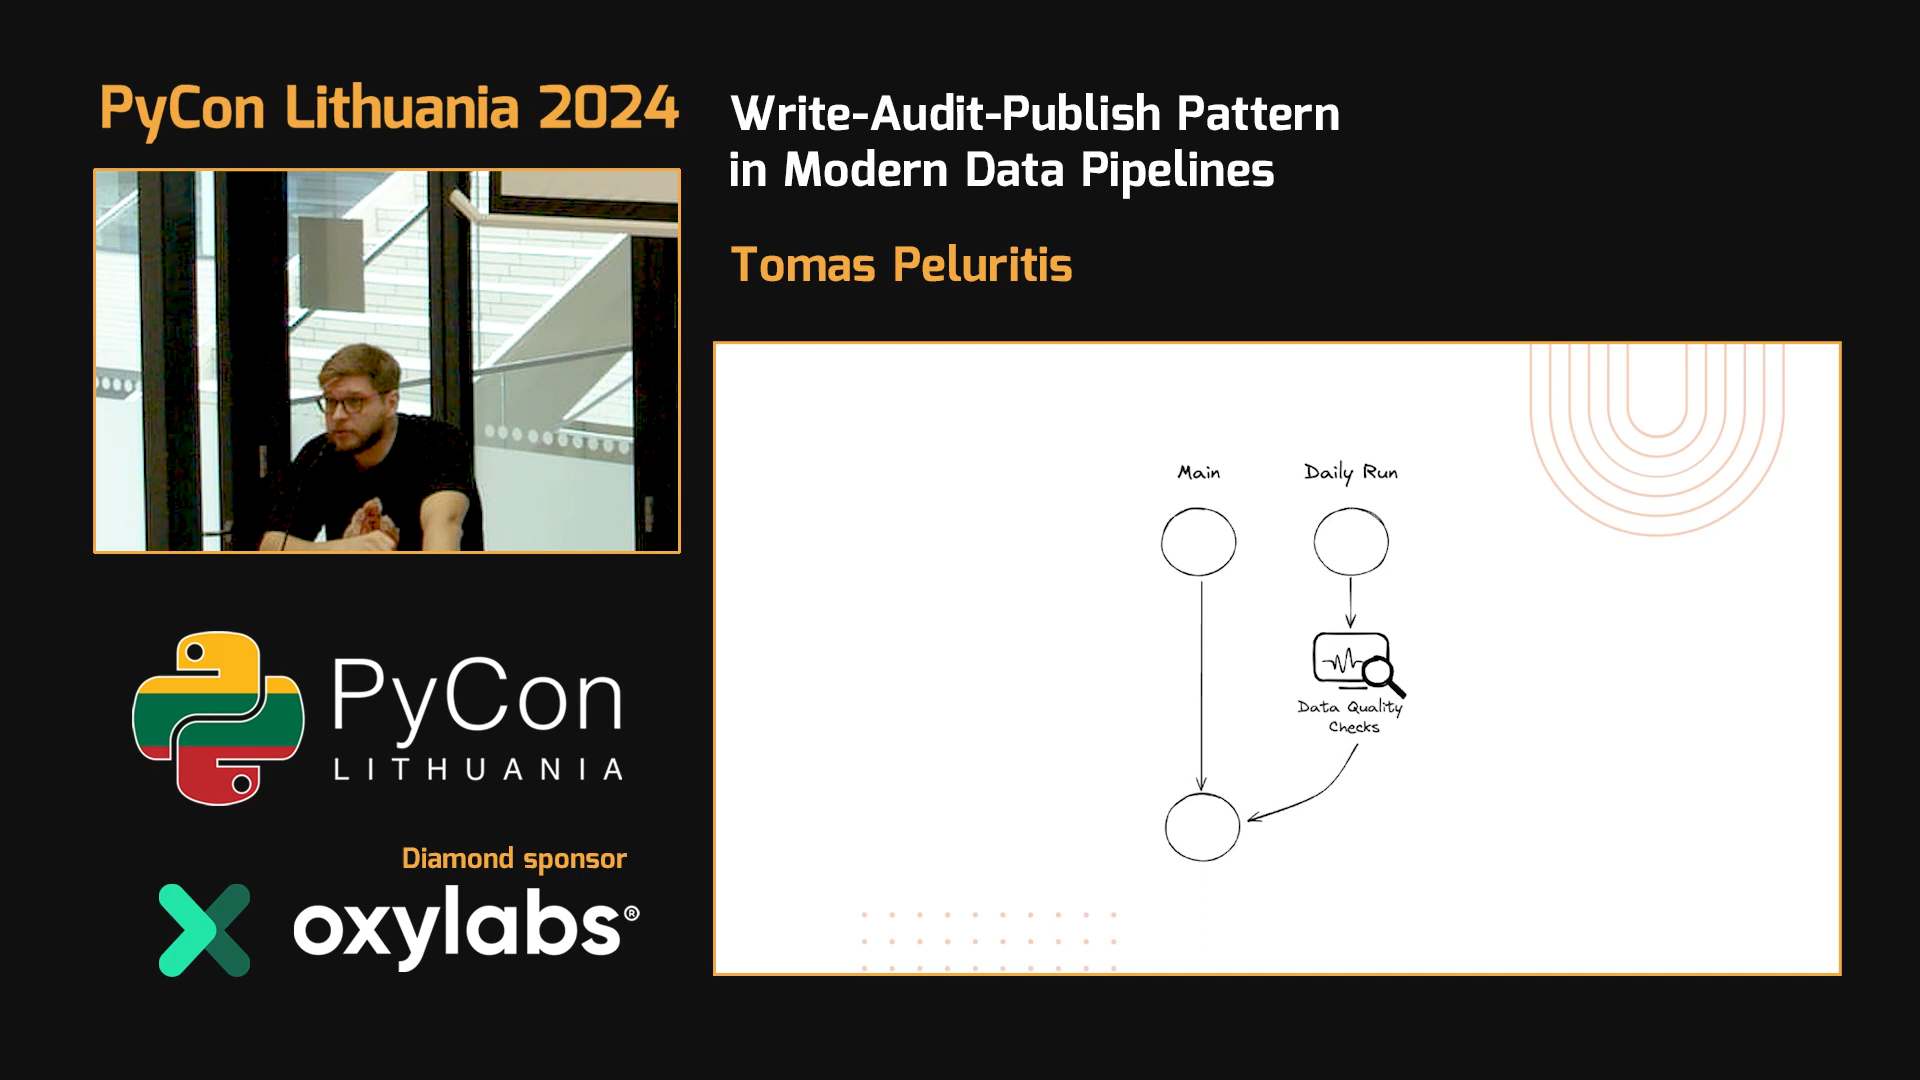 PyCon Lithuania 2024
Write-Audit-Publish Pattern
in Modern Data Pipelines
Tomas Peluritis
Main
Daily Run
Data Quality
Checks
PyCon
LITHUANIA
Diamond sponsor
oxylabs®